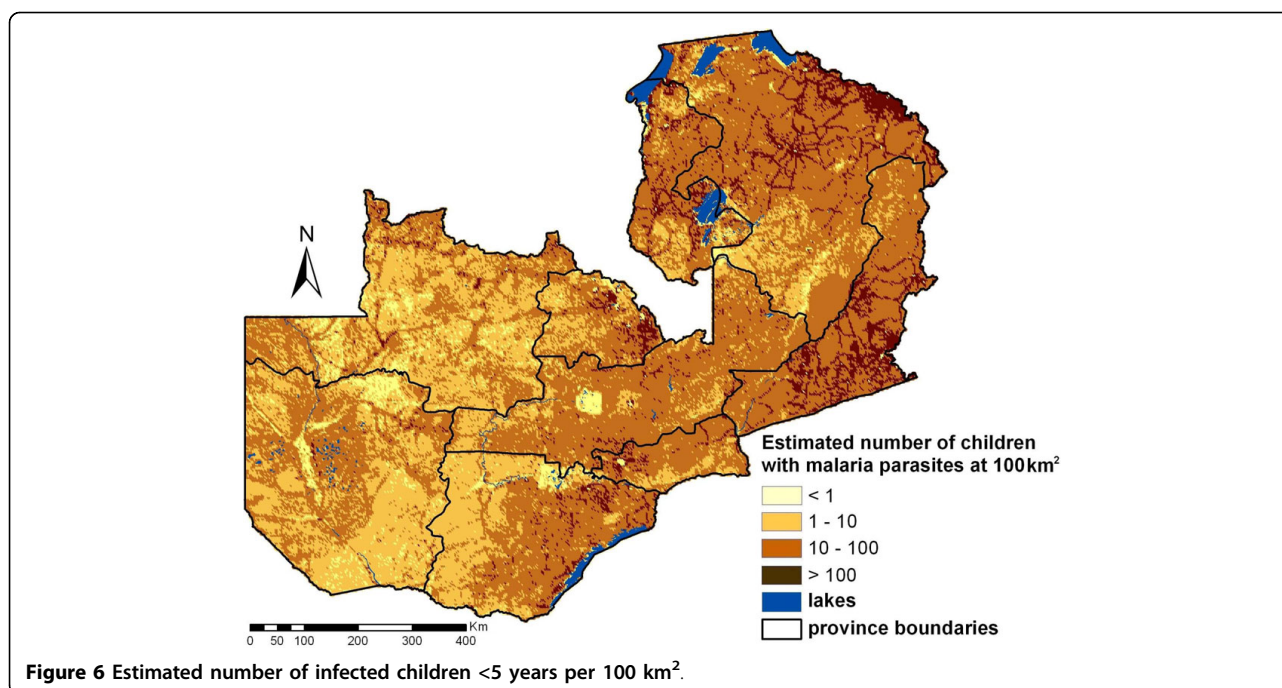 N
Estimated number of children
with malaria parasites at 100km²
< 1
1 - 10
10 - 100
> 100
lakes
province boundaries
Km
0 50 100 200 300 400
Figure 6 Estimated number of infected children <5 years per 100 km².